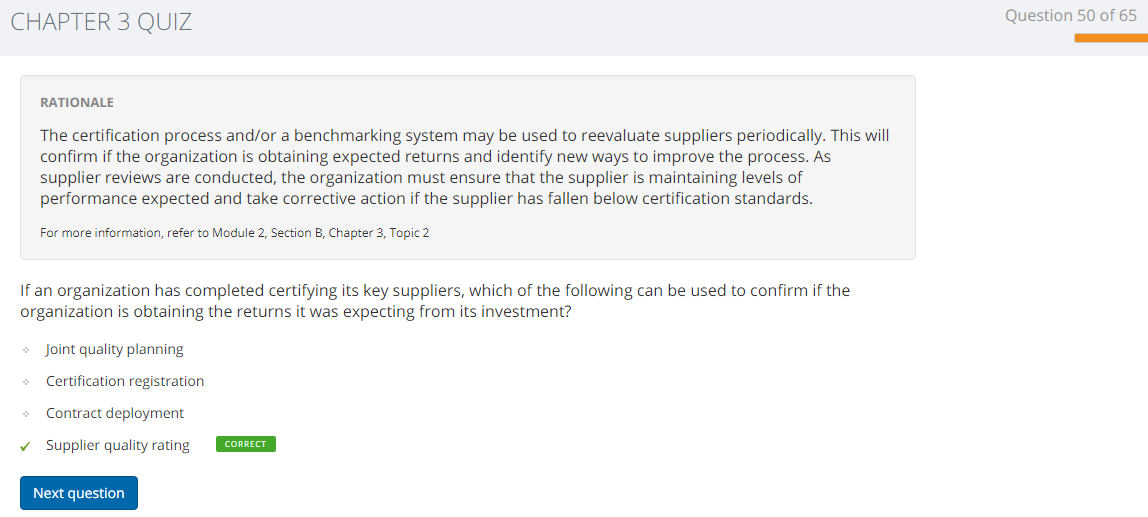 CHAPTER 3 QUIZ
Question 50 of 65
RATIONALE
The certification process and/or a benchmarking system may be used to reevaluate suppliers periodically. This will
confirm if the organization is obtaining expected returns and identify new ways to improve the process. As
supplier reviews are conducted, the organization must ensure that the supplier is maintaining levels of
performance expected and take corrective action if the supplier has fallen below certification standards.
For more information, refer to Module 2, Section B, Chapter 3, Topic 2
If an organization has completed certifying its key suppliers, which of the following can be used to confirm if the
organization is obtaining the returns it was expecting from its investment?
Joint quality planning
Certification registration
Contract deployment
Supplier quality rating CORRECT
Next question